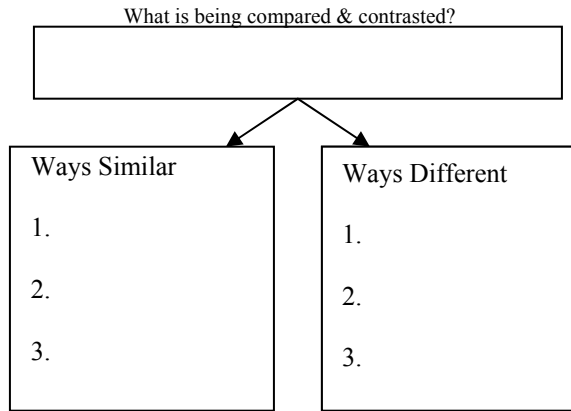 What is being compared & contrasted?
Ways Similar
1.
2.
3.
Ways Different
1.
2.
3.